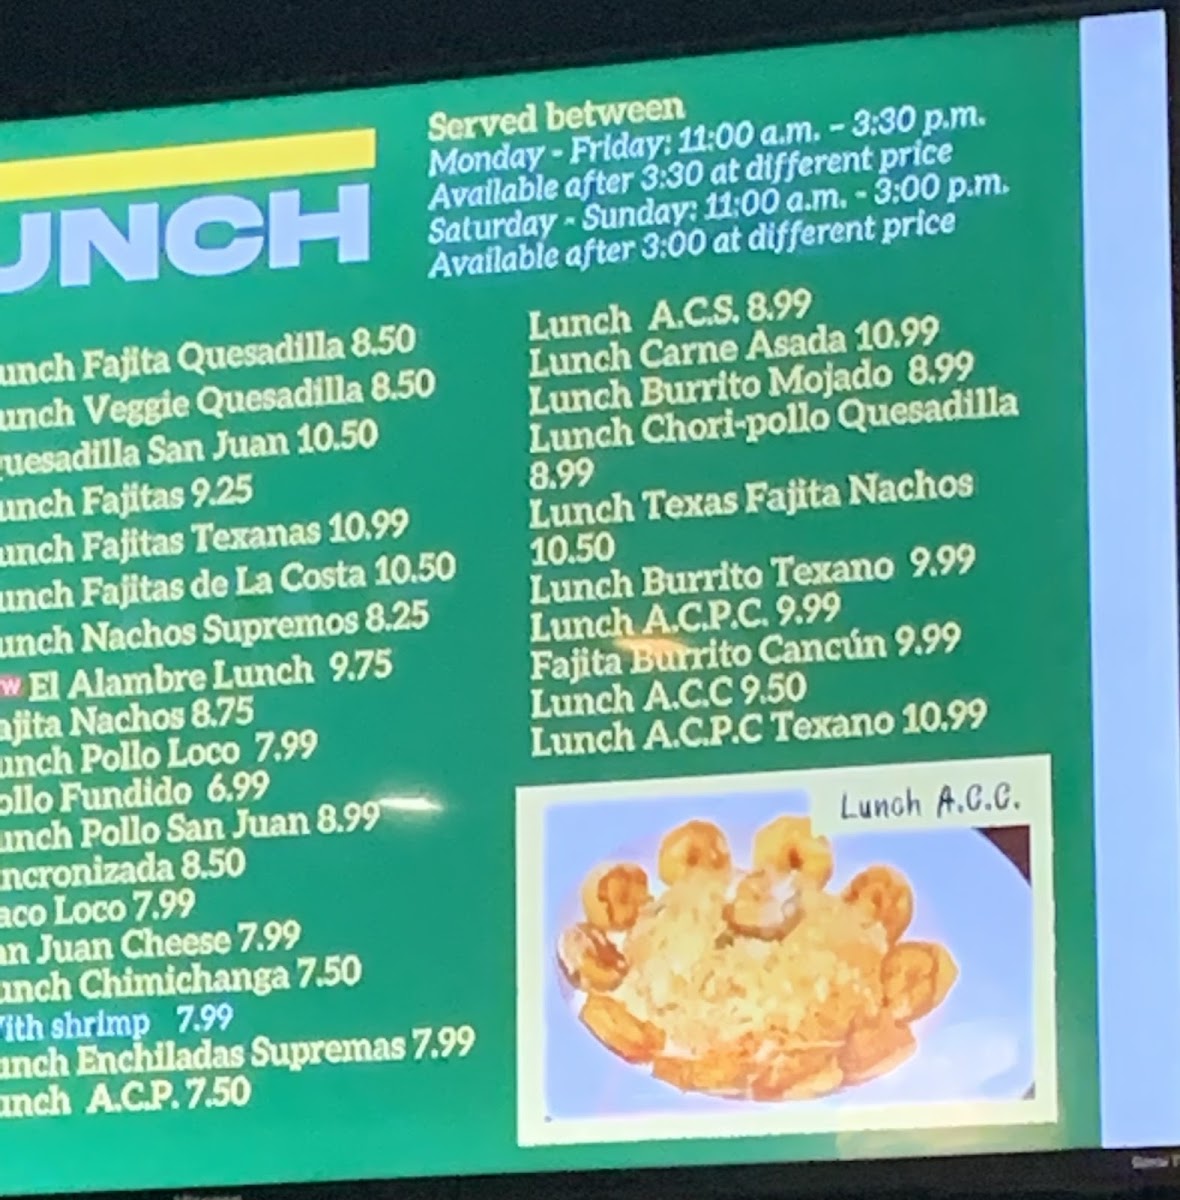 UNCH
Served between
Monday - Friday: 11:00 a.m. - 3:30 p.m.
Available after 3:30 at different price
Saturday - Sunday: 11:00 a.m. - 3:00 p.m.
Available after 3:00 at different price
unch Fajita Quesadilla 8.50
unch Veggie Quesadilla 8.50
uesadilla San Juan 10.50
unch Fajitas 9.25
unch Fajitas Texanas 10.99
unch Fajitas de La Costa 10.50
unch Nachos Supremos 8.25
ew El Alambre Lunch 9.75
ajita Nachos 8.75
unch Pollo Loco 7.99
ollo Fundido 6.99
unch Pollo San Juan 8.99
incronizada 8.50
aco Loco 7.99
an Juan Cheese 7.99
unch Chimichanga 7.50
With shrimp 7.99
unch Enchiladas Supremas 7.99
unch A.C.P. 7.50
Lunch A.C.S. 8.99
Lunch Carne Asada 10.99
Lunch Burrito Mojado 8.99
Lunch Chori-pollo Quesadilla
8.99
Lunch Texas Fajita Nachos
10.50
Lunch Burrito Texano 9.99
Lunch A.C.P.C. 9.99
Fajita Burrito Cancún 9.99
Lunch A.C.C 9.50
Lunch A.C.P.C Texano 10.99
Lunch A.C.C.